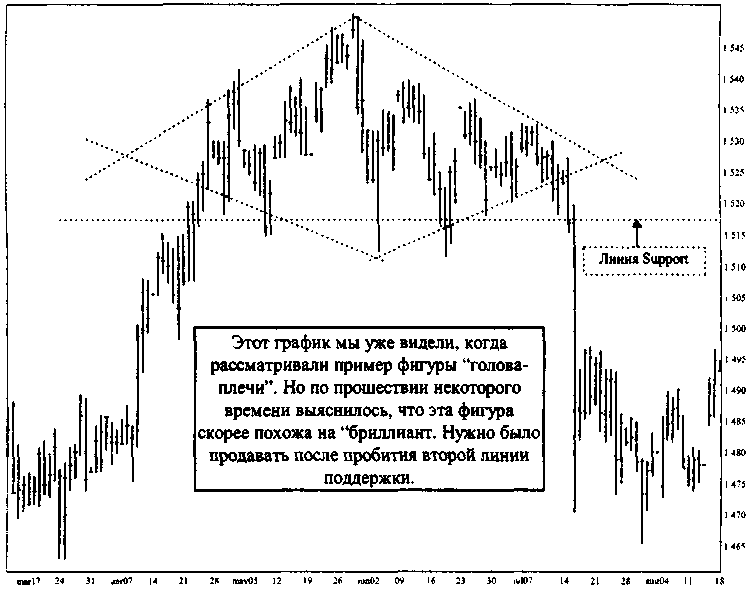 1.545
1.540
1.535
1.530
1.525
1.520
1.515
Линия Support
1.510
1.505
1.500
1.495
1.490
1.485
1.480
1.475
1.470
1.465
Этот график мы уже видели, когда
рассматривали пример фигуры “голова-
плечи”. Но по прошествии некоторого
времени выяснилось, что эта фигура
скорее похожа на “бриллиант. Нужно было
продавать после пробития второй линии
поддержки.
mar17 24 31 apr07 14 21 28 may05 12 19 26 jun02 09 16 23 30 jul07 14 21 28 aug04 11 18